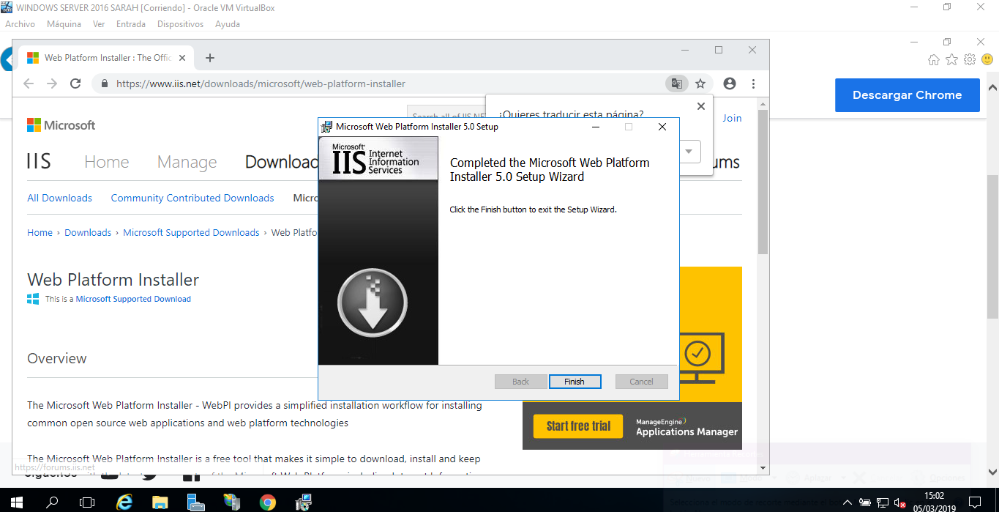 WINDOWS SERVER 2016 SARAH [Corriendo] - Oracle VM VirtualBox
Archivo Máquina Ver Entrada Dispositivos Ayuda
Web Platform Installer : The Offic
https://www.iis.net/downloads/microsoft/web-platform-installer
Descargar Chrome
Microsoft
Search all of IIS.NET
¿Quieres traducir esta página?
Join
IIS Home Manage Download
All Downloads Community Contributed Downloads Micro
Home › Downloads › Microsoft Supported Downloads › Web Platfo
Web Platform Installer
This is a Microsoft Supported Download
Overview
The Microsoft Web Platform Installer - WebPI provides a simplified installation workflow for installing
common open source web applications and web platform technologies
The Microsoft Web Platform Installer is a free tool that makes it simple to download, install and keep
https://forums.iis.net
Microsoft Web Platform Installer 5.0 Setup
Microsoft
IIS Internet
Information
Services
Completed the Microsoft Web Platform
Installer 5.0 Setup Wizard
Click the Finish button to exit the Setup Wizard.
Back Finish Cancel
Start free trial
ManageEngine
Applications Manager
15:02
05/03/2019